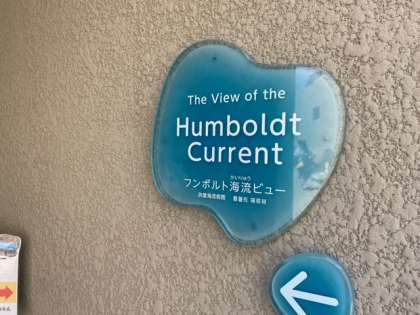 The View of the
Humboldt
Current
かいりゅう
フンボルト海流ビュー